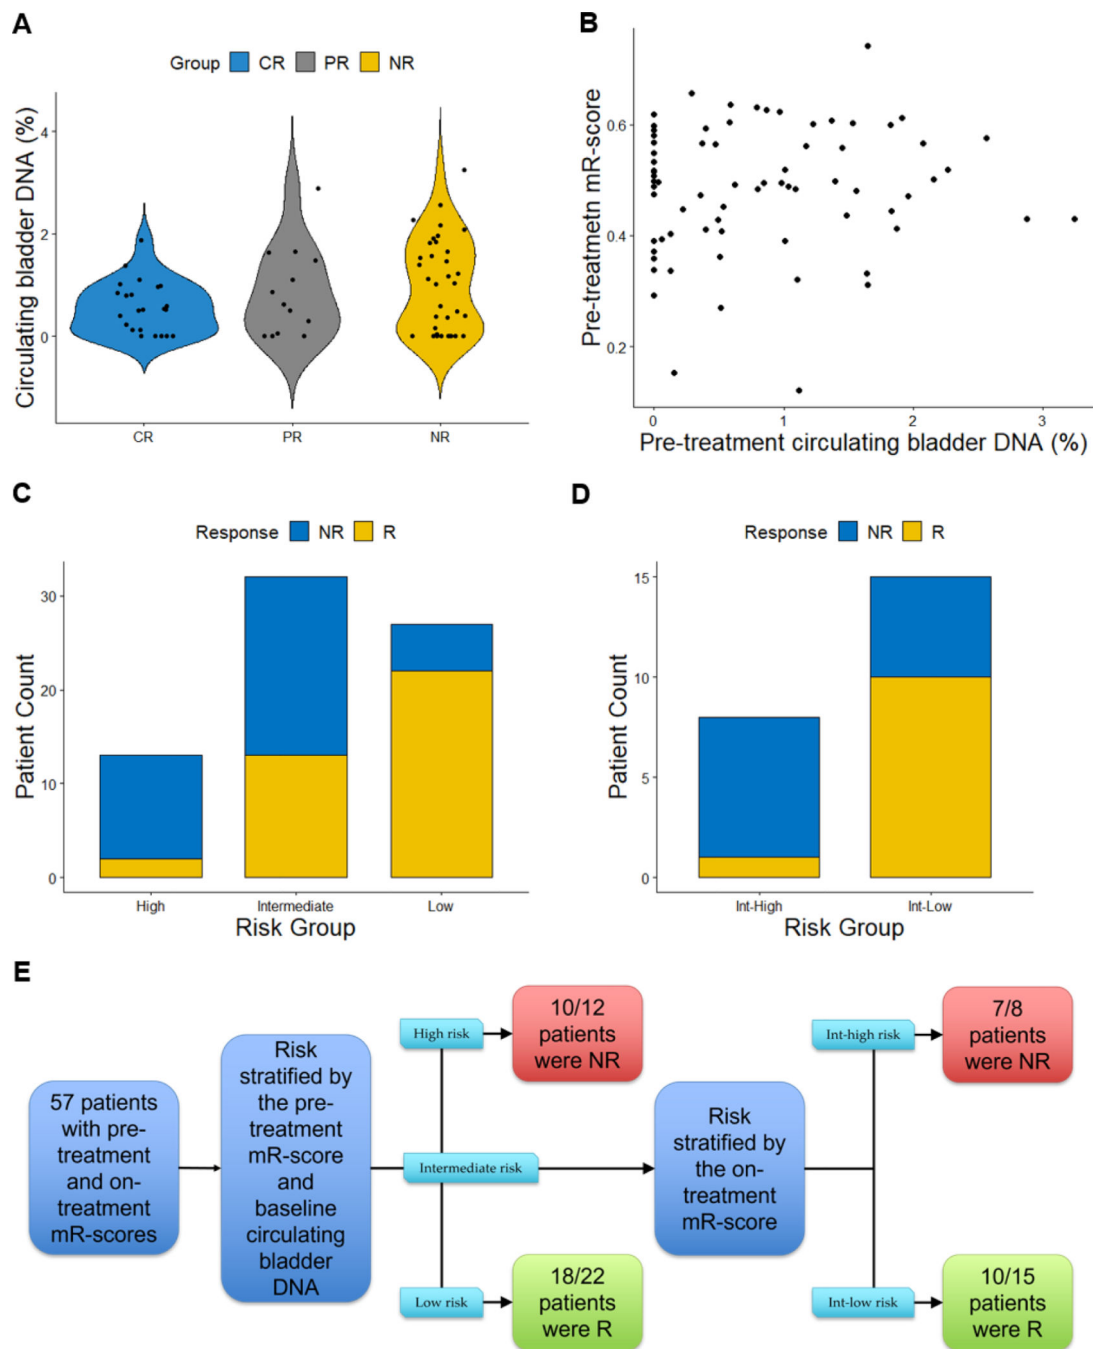 A
Group CR PR NR
Circulating bladder DNA (%)
4
2
0
CR PR NR
B
Pre-treatmetn mR-score
0.6
0.4
0.2
0 1 2 3
Pre-treatment circulating bladder DNA (%)
C
Response NR R
Patient Count
30
20
10
0
High Intermediate Low
Risk Group
D
Response NR R
Patient Count
15
10
5
0
Int-High Int-Low
Risk Group
E
57 patients
with pre-
treatment
and on-
treatment
mR-scores
Risk
stratified by
the pre-
treatment
mR-score
and
baseline
circulating
bladder
DNA
High risk
10/12
patients
were NR
Intermediate risk
Low risk
18/22
patients
were R
Risk
stratified by
the on-
treatment
mR-score
Int-high risk
7/8
patients
were NR
Int-low risk
10/15
patients
were R